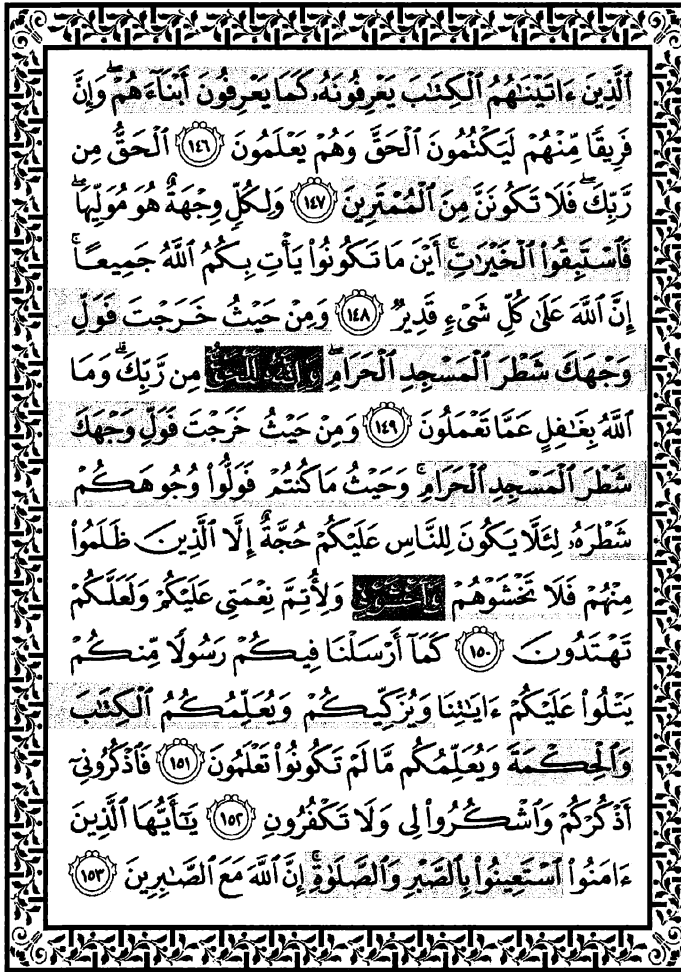 ٱلَّذِينَ ءَاتَيْنَٰهُمُ ٱلْكِتَٰبَ يَعْرِفُونَهُۥ كَمَا يَعْرِفُونَ أَبْنَآءَهُمْ ۖ وَإِنَّ
فَرِيقًا مِّنْهُمْ لَيَكْتُمُونَ ٱلْحَقَّ وَهُمْ يَعْلَمُونَ ١٤٦ ٱلْحَقُّ مِن
رَّبِّكَ ۖ فَلَا تَكُونَنَّ مِنَ ٱلْمُمْتَرِينَ ١٤٧ وَلِكُلٍّ وِجْهَةٌ هُوَ مُوَلِّيهَا ۖ
فَٱسْتَبِقُوا۟ ٱلْخَيْرَٰتِ ۚ أَيْنَ مَا تَكُونُوا۟ يَأْتِ بِكُمُ ٱللَّهُ جَمِيعًا ۚ
إِنَّ ٱللَّهَ عَلَىٰ كُلِّ شَىْءٍ قَدِيرٌ ١٤٨ وَمِنْ حَيْثُ خَرَجْتَ فَوَلِّ
وَجْهَكَ شَطْرَ ٱلْمَسْجِدِ ٱلْحَرَامِ ۖ وَإِنَّهُۥ لَلْحَقُّ مِن رَّبِّكَ ۗ وَمَا
ٱللَّهُ بِغَٰفِلٍ عَمَّا تَعْمَلُونَ ١٤٩ وَمِنْ حَيْثُ خَرَجْتَ فَوَلِّ وَجْهَكَ
شَطْرَ ٱلْمَسْجِدِ ٱلْحَرَامِ ۚ وَحَيْثُ مَا كُنتُمْ فَوَلُّوا۟ وُجُوهَكُمْ
شَطْرَهُۥ لِئَلَّا يَكُونَ لِلنَّاسِ عَلَيْكُمْ حُجَّةٌ إِلَّا ٱلَّذِينَ ظَلَمُوا۟
مِنْهُمْ فَلَا تَخْشَوْهُمْ وَٱخْشَوْنِى وَلِأُتِمَّ نِعْمَتِى عَلَيْكُمْ وَلَعَلَّكُمْ
تَهْتَدُونَ ١٥٠ كَمَآ أَرْسَلْنَا فِيكُمْ رَسُولًا مِّنكُمْ
يَتْلُوا۟ عَلَيْكُمْ ءَايَٰتِنَا وَيُزَكِّيكُمْ وَيُعَلِّمُكُمُ ٱلْكِتَٰبَ
وَٱلْحِكْمَةَ وَيُعَلِّمُكُم مَّا لَمْ تَكُونُوا۟ تَعْلَمُونَ ١٥١ فَٱذْكُرُونِىٓ
أَذْكُرْكُمْ وَٱشْكُرُوا۟ لِى وَلَا تَكْفُرُونِ ١٥٢ يَٰٓأَيُّهَا ٱلَّذِينَ
ءَامَنُوا۟ ٱسْتَعِينُوا۟ بِٱلصَّبْرِ وَٱلصَّلَوٰةِ ۚ إِنَّ ٱللَّهَ مَعَ ٱلصَّٰبِرِينَ ١٥٣